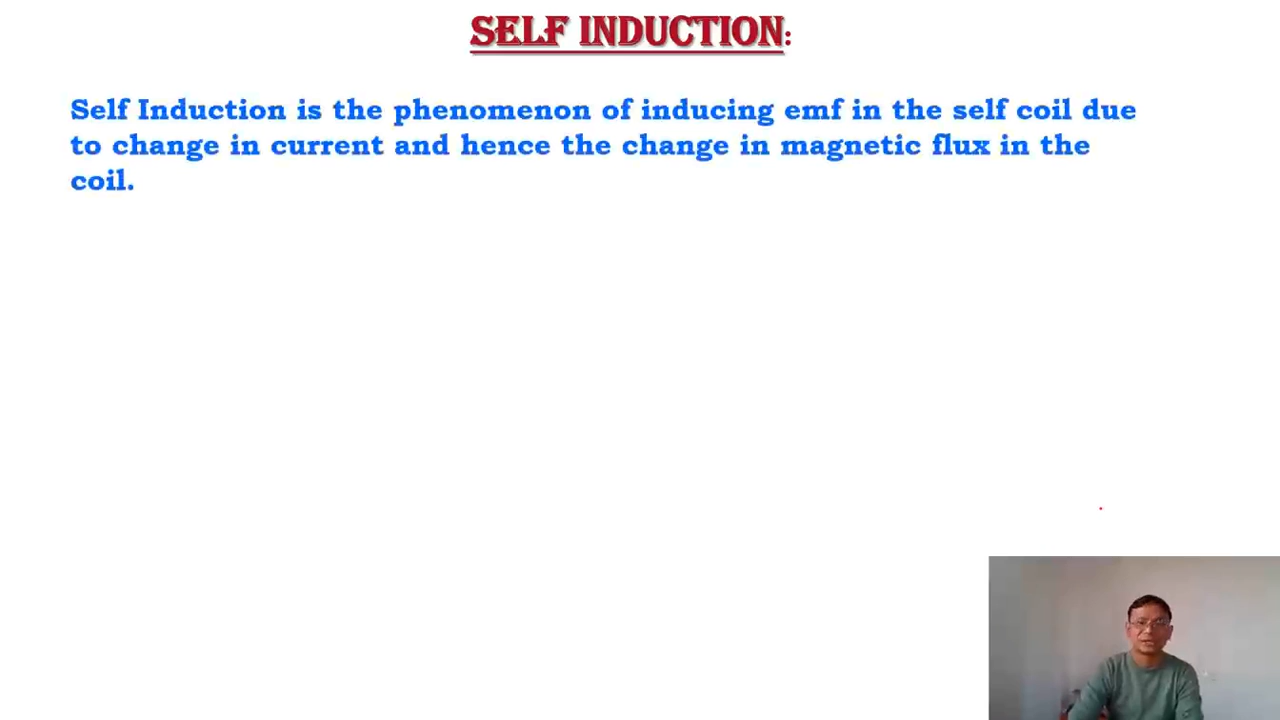 SELF INDUCTION:
Self Induction is the phenomenon of inducing emf in the self coil due
to change in current and hence the change in magnetic flux in the
coil.